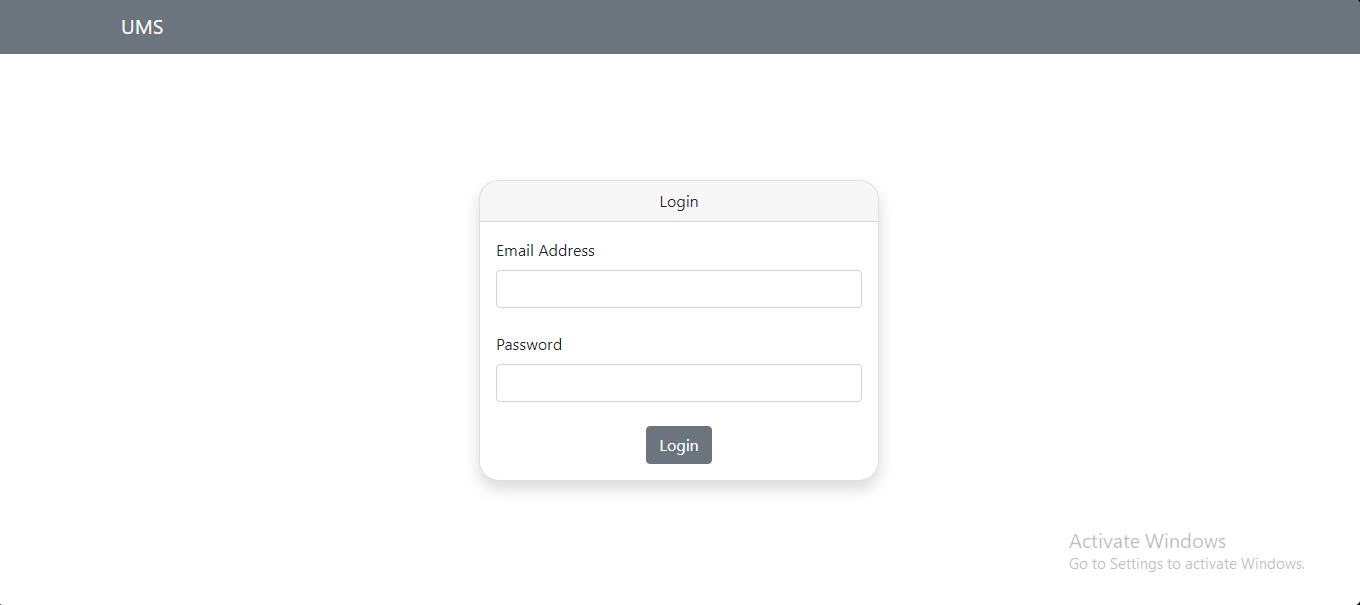 UMS
Login
Email Address
Password
Login
Activate Windows
Go to Settings to activate Windows.